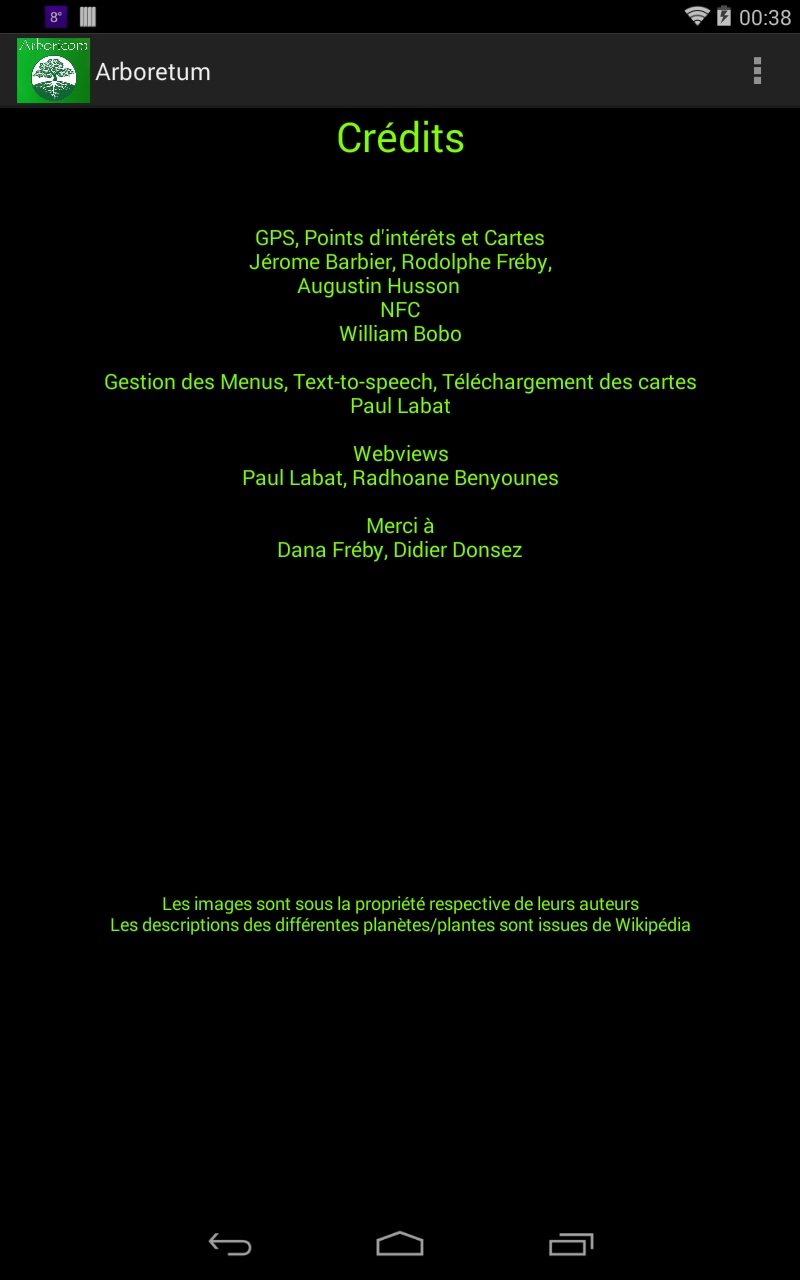 8°
00:38
Arbor.com
Arboretum
Crédits
GPS, Points d'intérêts et Cartes
Jérome Barbier, Rodolphe Fréby,
Augustin Husson
NFC
William Bobo
Gestion des Menus, Text-to-speech, Téléchargement des cartes
Paul Labat
Webviews
Paul Labat, Radhoane Benyounes
Merci à
Dana Fréby, Didier Donsez
Les images sont sous la propriété respective de leurs auteurs
Les descriptions des différentes planètes/plantes sont issues de Wikipédia